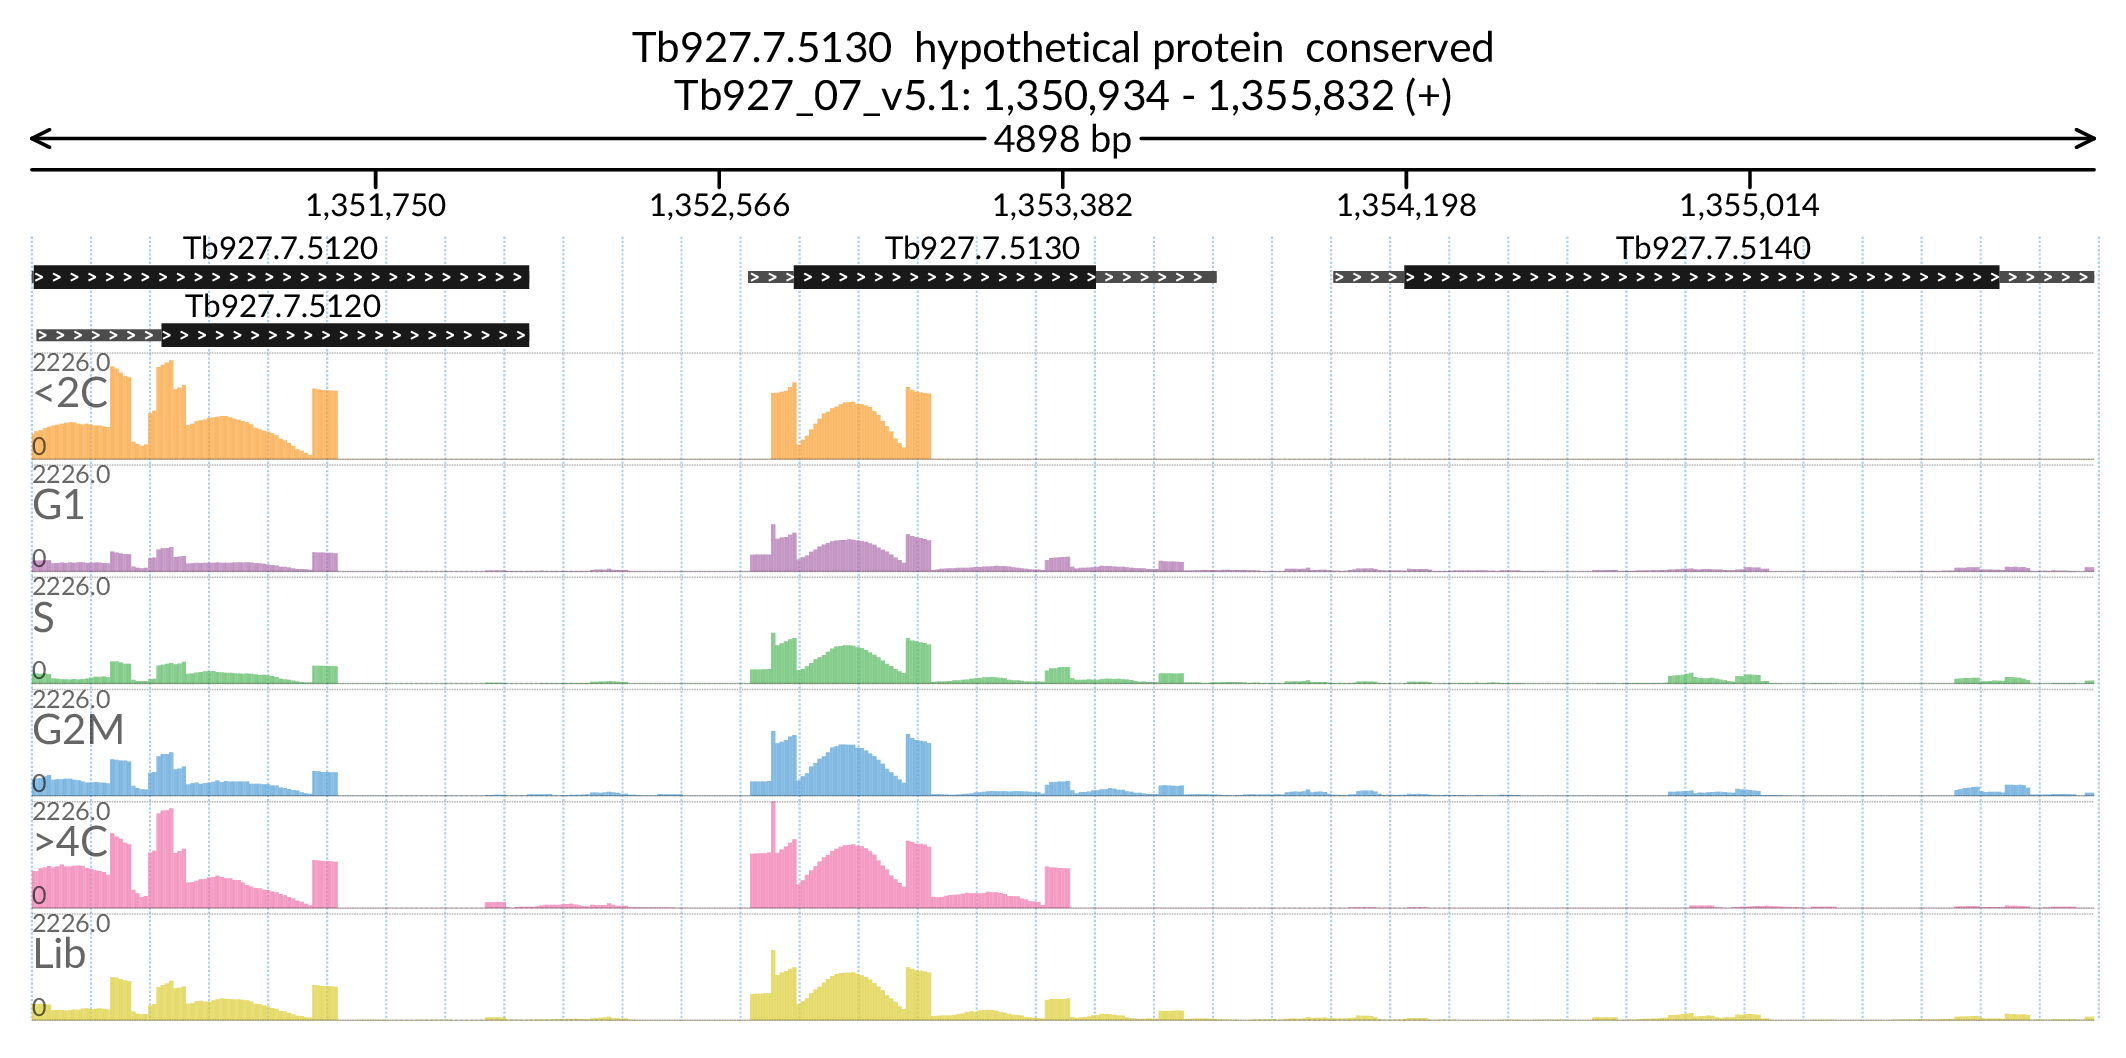 Tb927.7.5130  hypothetical protein  conserved
Tb927_07_v5.1: 1,350,934 - 1,355,832 (+)
4898 bp
1,351,750 1,352,566 1,353,382 1,354,198 1,355,014
Tb927.7.5120 Tb927.7.5130 Tb927.7.5140
Tb927.7.5120
2226.0
<2C
0
2226.0
G1
0
2226.0
S
0
2226.0
G2M
0
2226.0
>4C
0
2226.0
Lib
0